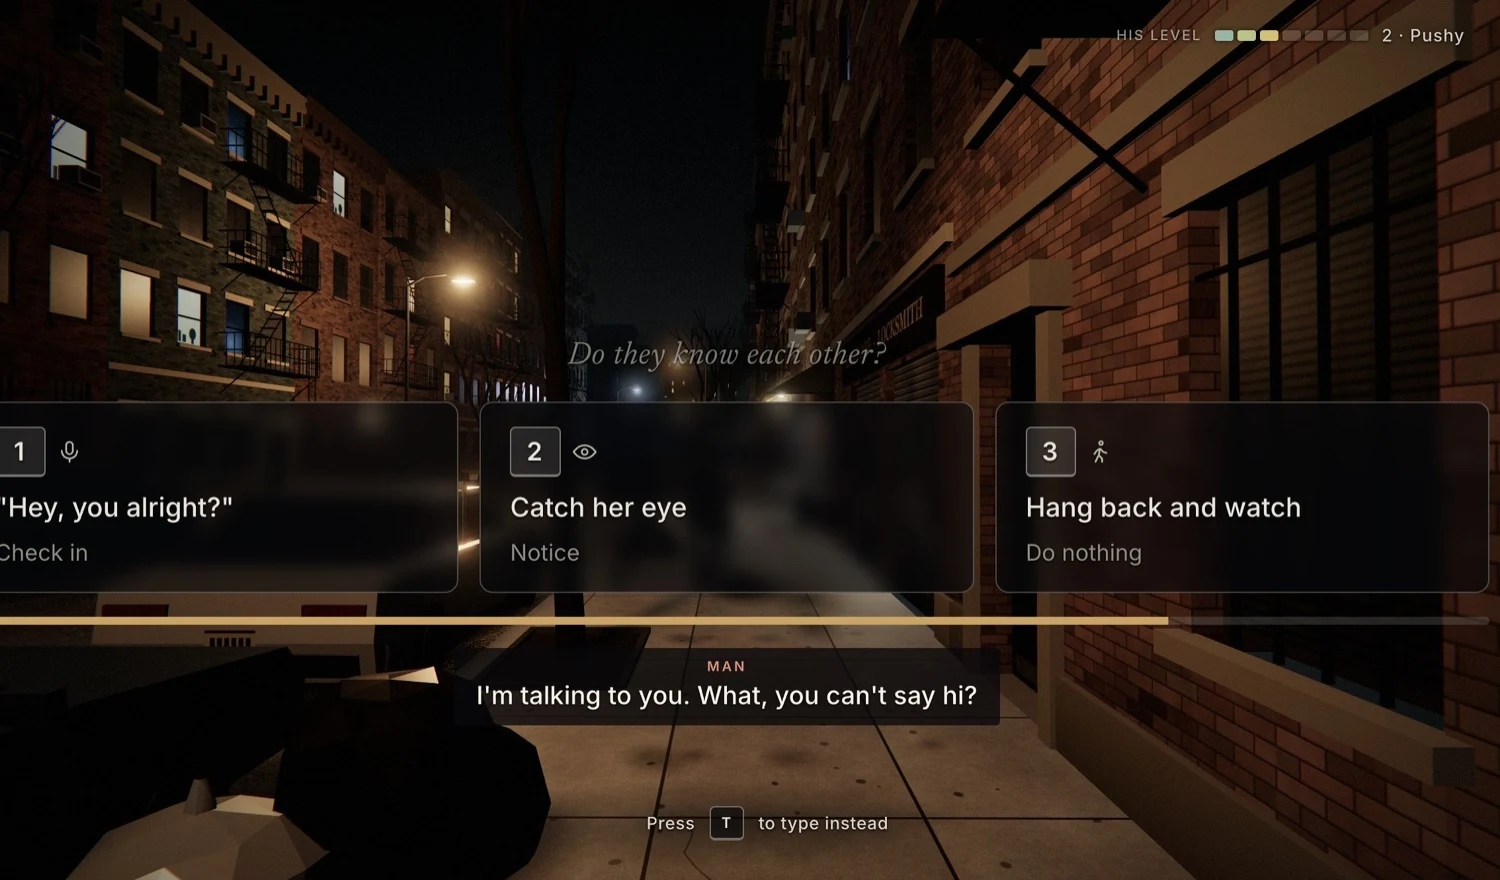 HIS LEVEL 2 · Pushy
LOCKSMITH
Do they know each other?
1
"Hey, you alright?"
Check in
2
Catch her eye
Notice
3
Hang back and watch
Do nothing
MAN
I'm talking to you. What, you can't say hi?
Press T to type instead